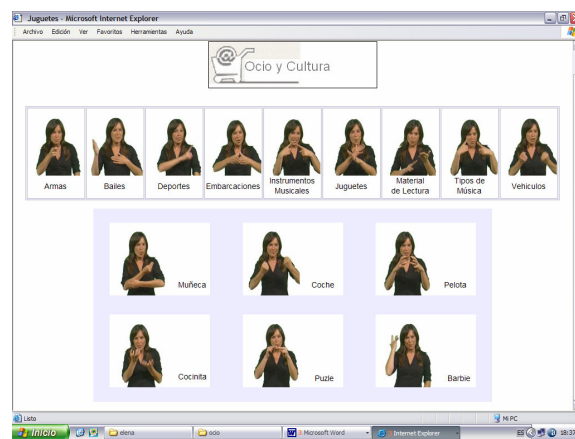 Juguetes - Microsoft Internet Explorer
Archivo Edición Ver Favoritos Herramientas Ayuda
@
Ocio y Cultura
Armas
Bailes
Deportes
Embarcaciones
Instrumentos
Musicales
Juguetes
Material
de Lectura
Tipos de
Música
Vehiculos
Muñeca
Coche
Pelota
Cocinita
Puzle
Barbie
Listo
Mi PC
Inicio
elena
ocio
3 Microsoft Word
Internet Explorer
ES
18:37